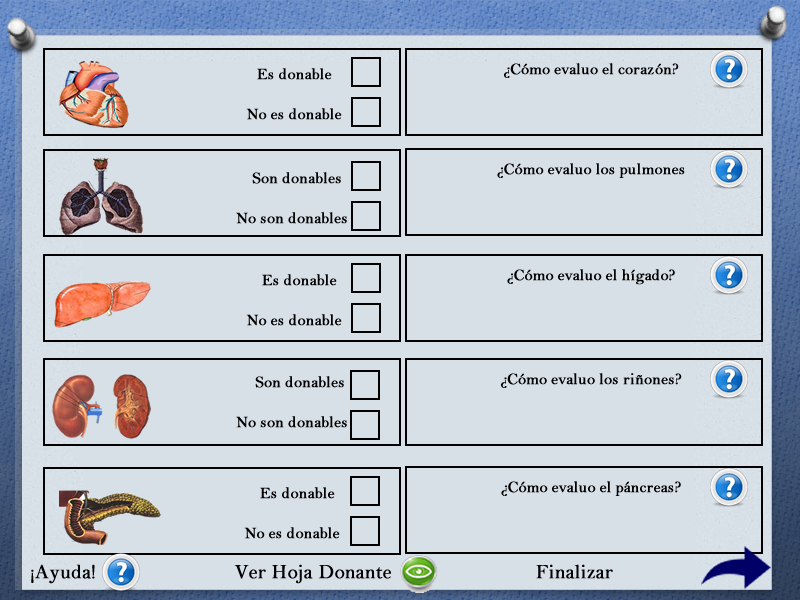 Es donable
No es donable
¿Cómo evaluo el corazón?
?
Son donables
No son donables
¿Cómo evaluo los pulmones
?
Es donable
No es donable
¿Cómo evaluo el hígado?
?
Son donables
No son donables
¿Cómo evaluo los riñones?
?
Es donable
No es donable
¿Cómo evaluo el páncreas?
?
¡Ayuda! ?
Ver Hoja Donante
Finalizar